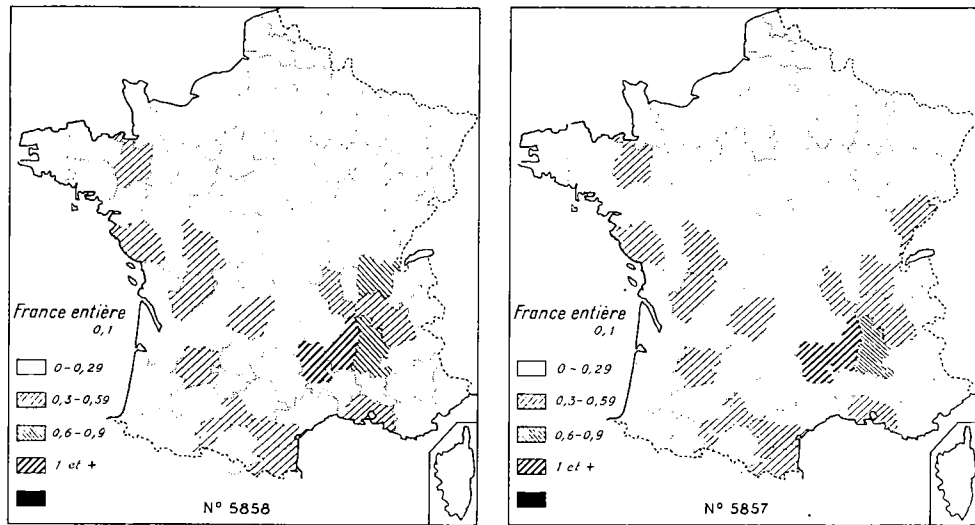 France entière
0,1
0–0,29
0,3–0,59
0,6–0,9
1 et +
N° 5858
France entière
0,1
0–0,29
0,3–0,59
0,6–0,9
1 et +
N° 5857